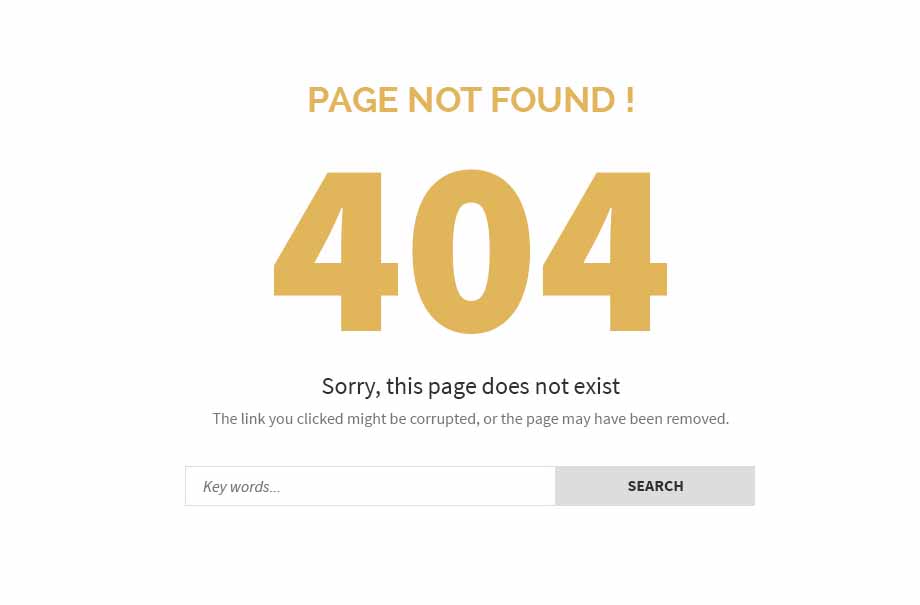 PAGE NOT FOUND !
404
Sorry, this page does not exist
The link you clicked might be corrupted, or the page may have been removed.
Key words... SEARCH